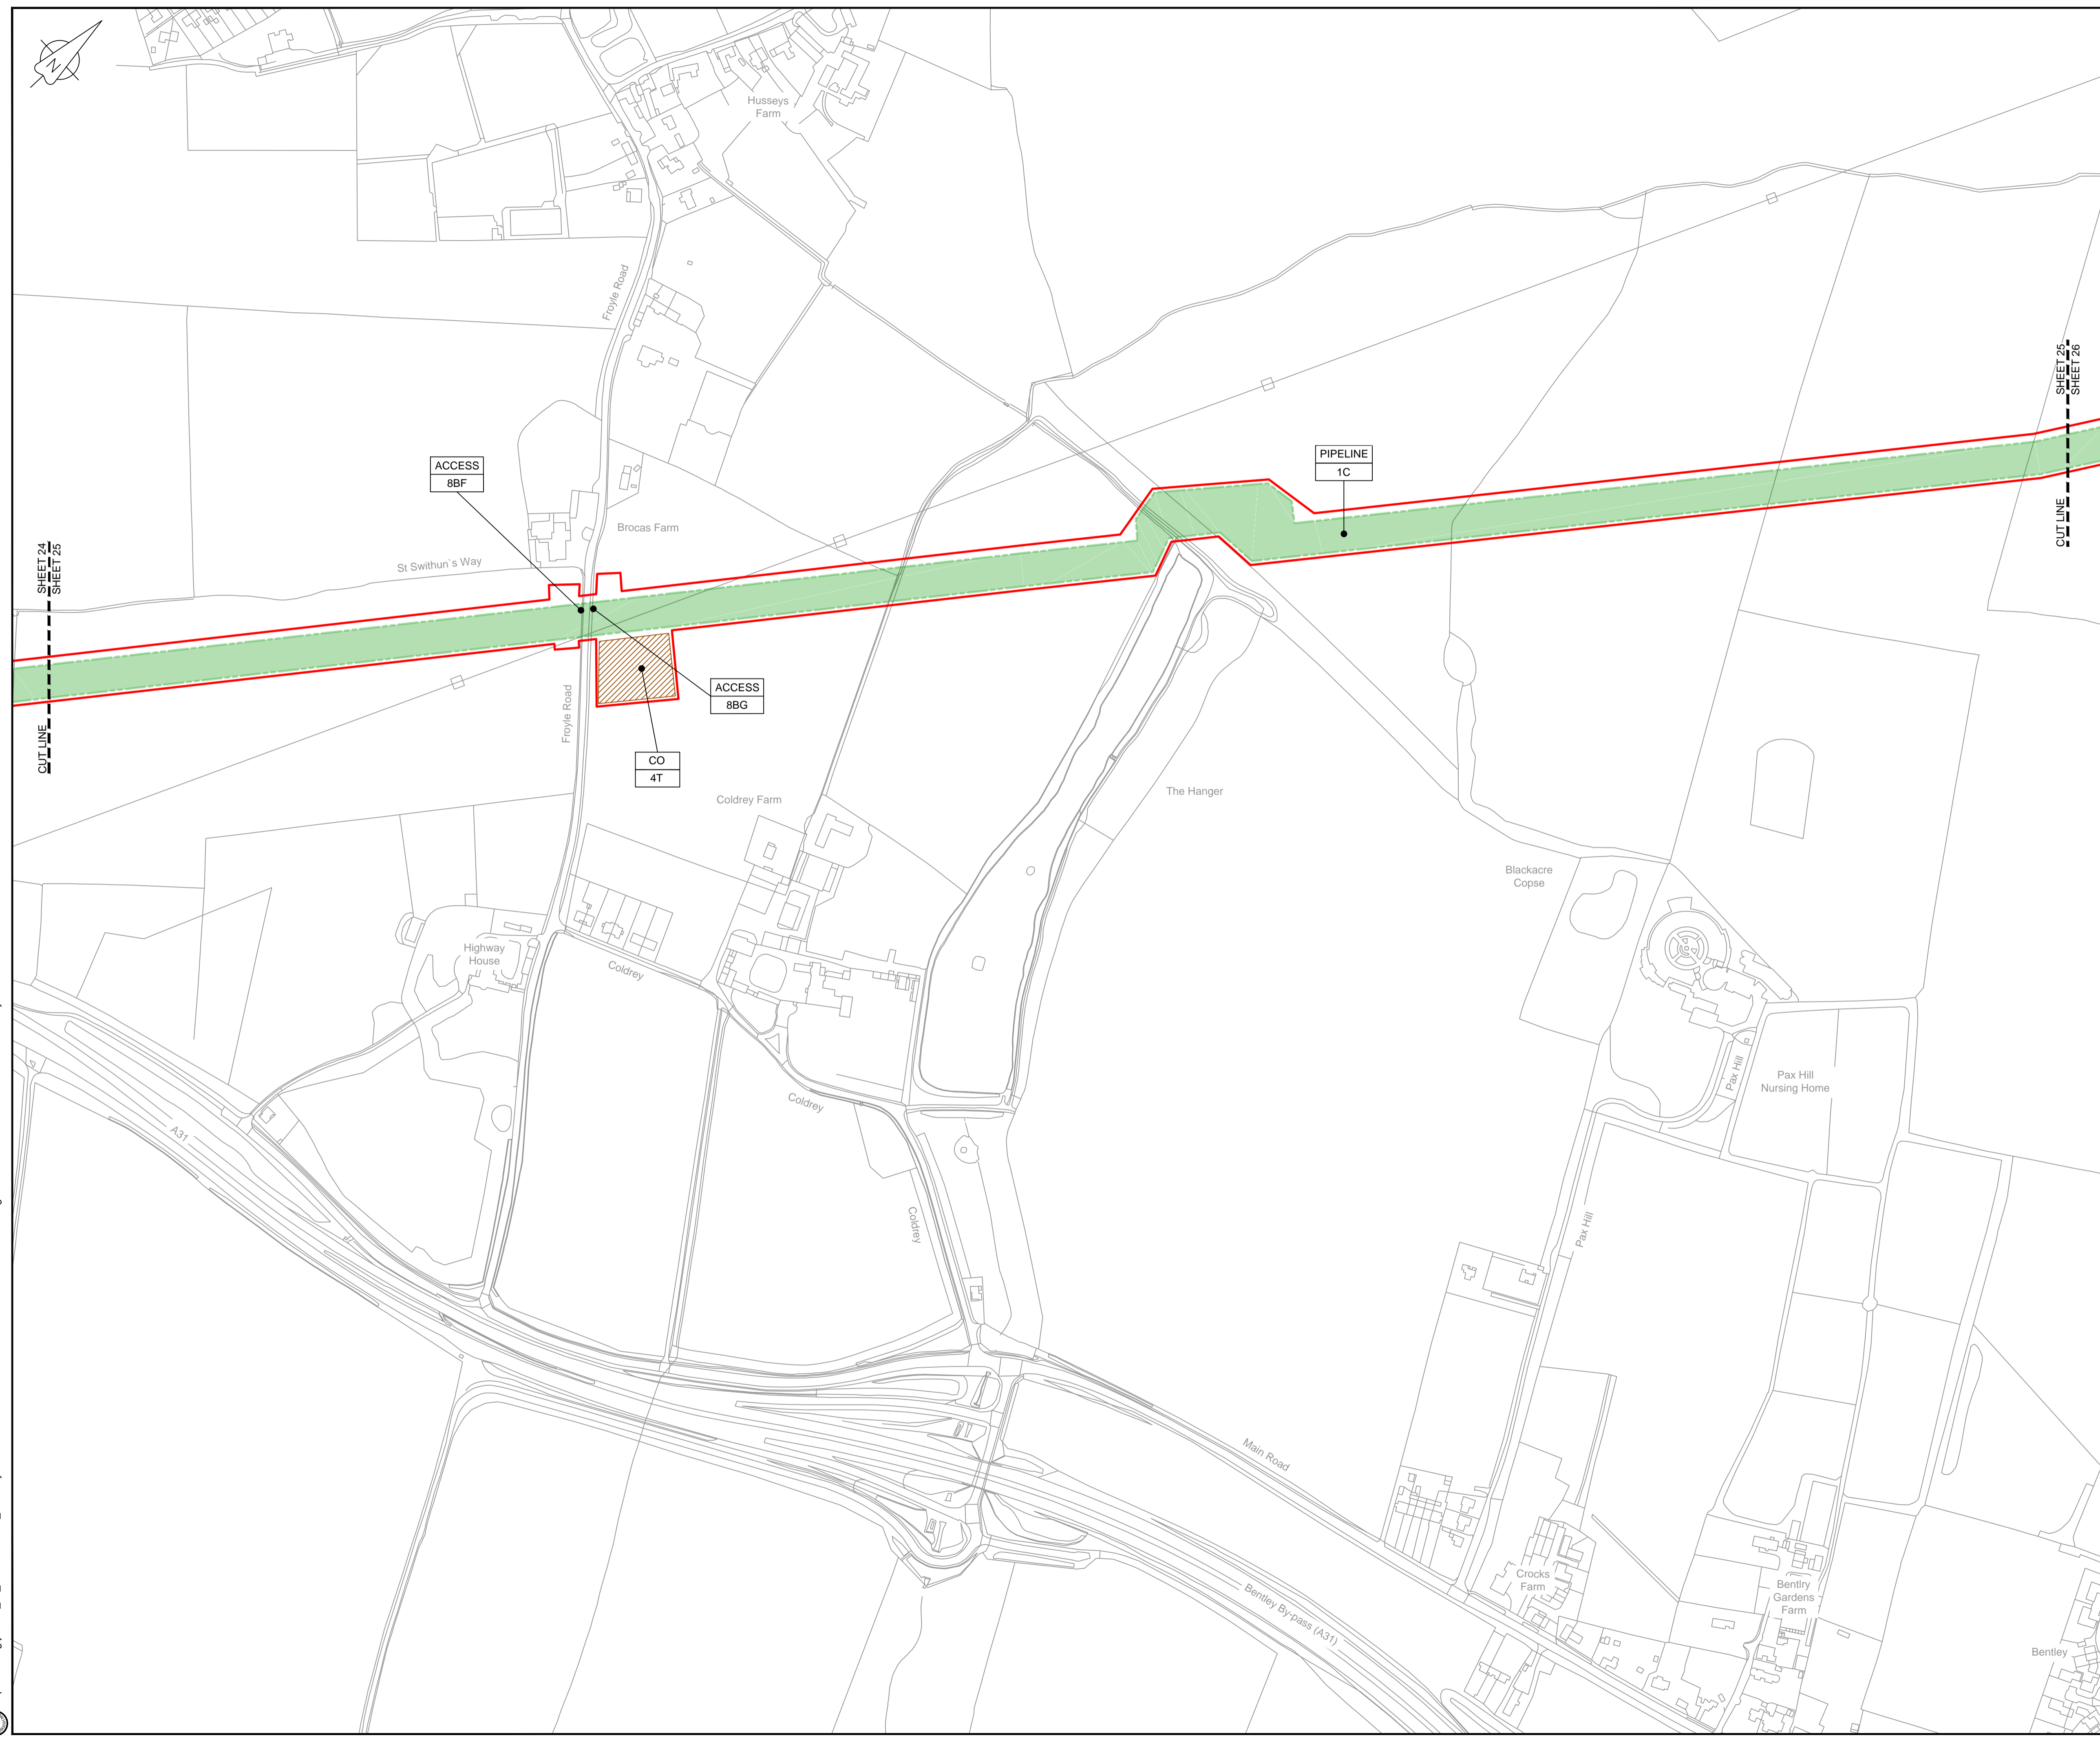 N
Husseys
Farm
Froyle Road
SHEET 25
SHEET 26
CUT LINE
PIPELINE
1C
ACCESS
8BF
Brocas Farm
St Swithun`s Way
SHEET 24
SHEET 25
CUT LINE
ACCESS
8BG
Froyle Road
CO
4T
Coldrey Farm
The Hanger
Blackacre
Copse
Highway
House
Coldrey
Pax Hill
Pax Hill
Nursing Home
Coldrey
A31
Coldrey
Pax Hill
Main Road
Crocks
Farm
Bentlry
Gardens
Farm
Bentley By-pass (A31)
Bentley